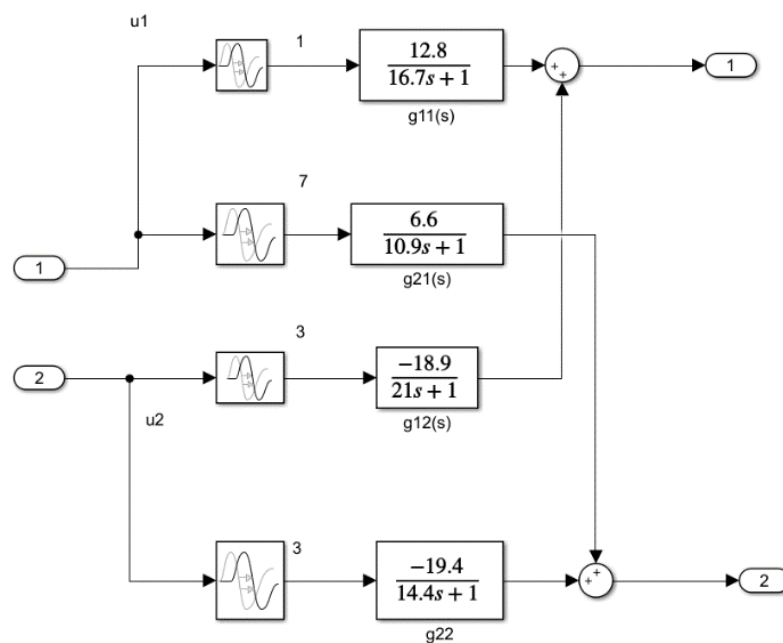 u1
1
12.8
16.7s + 1
g11(s)
+
+
1
7
6.6
10.9s + 1
g21(s)
1
3
-18.9
21s + 1
g12(s)
2
u2
3
-19.4
14.4s + 1
g22
+
+
2